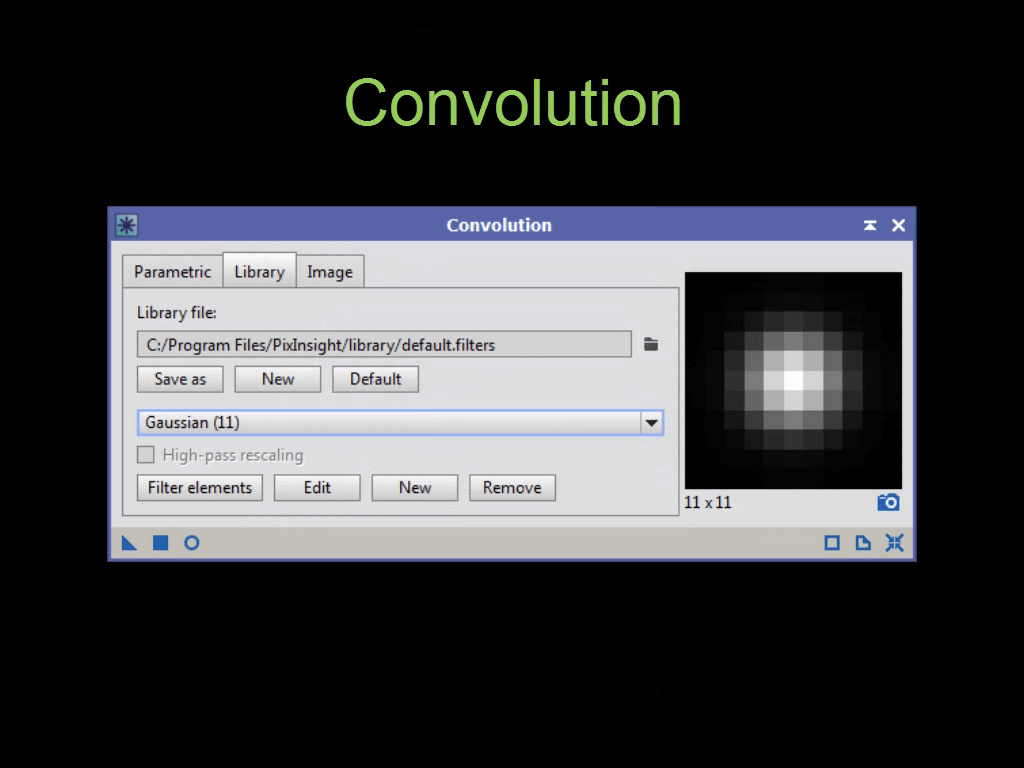 Convolution
Convolution
Parametric Library Image
Library file:
C:/Program Files/PixInsight/library/default.filters
Save as New Default
Gaussian (11)
High-pass rescaling
Filter elements Edit New Remove
11 x 11